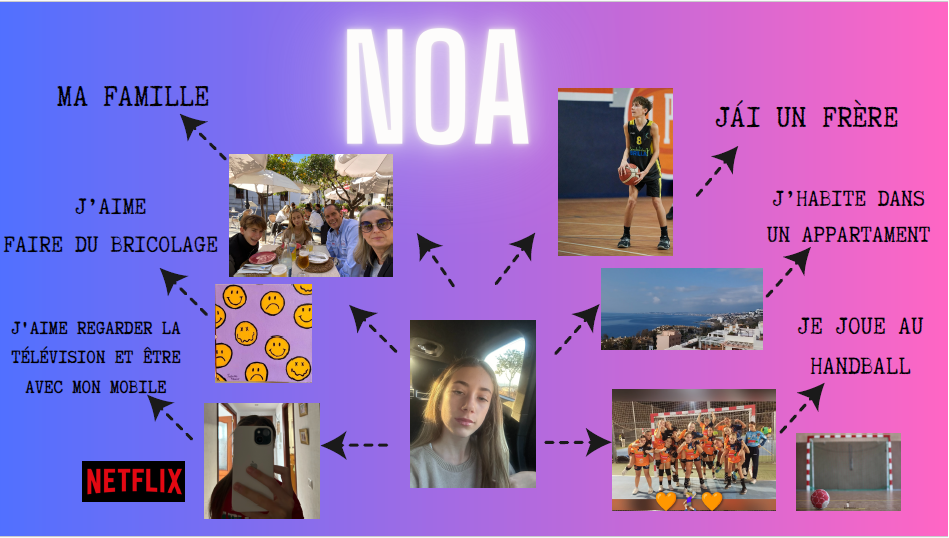 NOA
MA FAMILLE
J'AIME
FAIRE DU BRICOLAGE
J'AIME REGARDER LA
TÉLÉVISION ET ÊTRE
AVEC MON MOBILE
NETFLIX
JÁI UN FRÈRE
8
J'HABITE DANS
UN APPARTAMENT
JE JOUE AU
HANDBALL